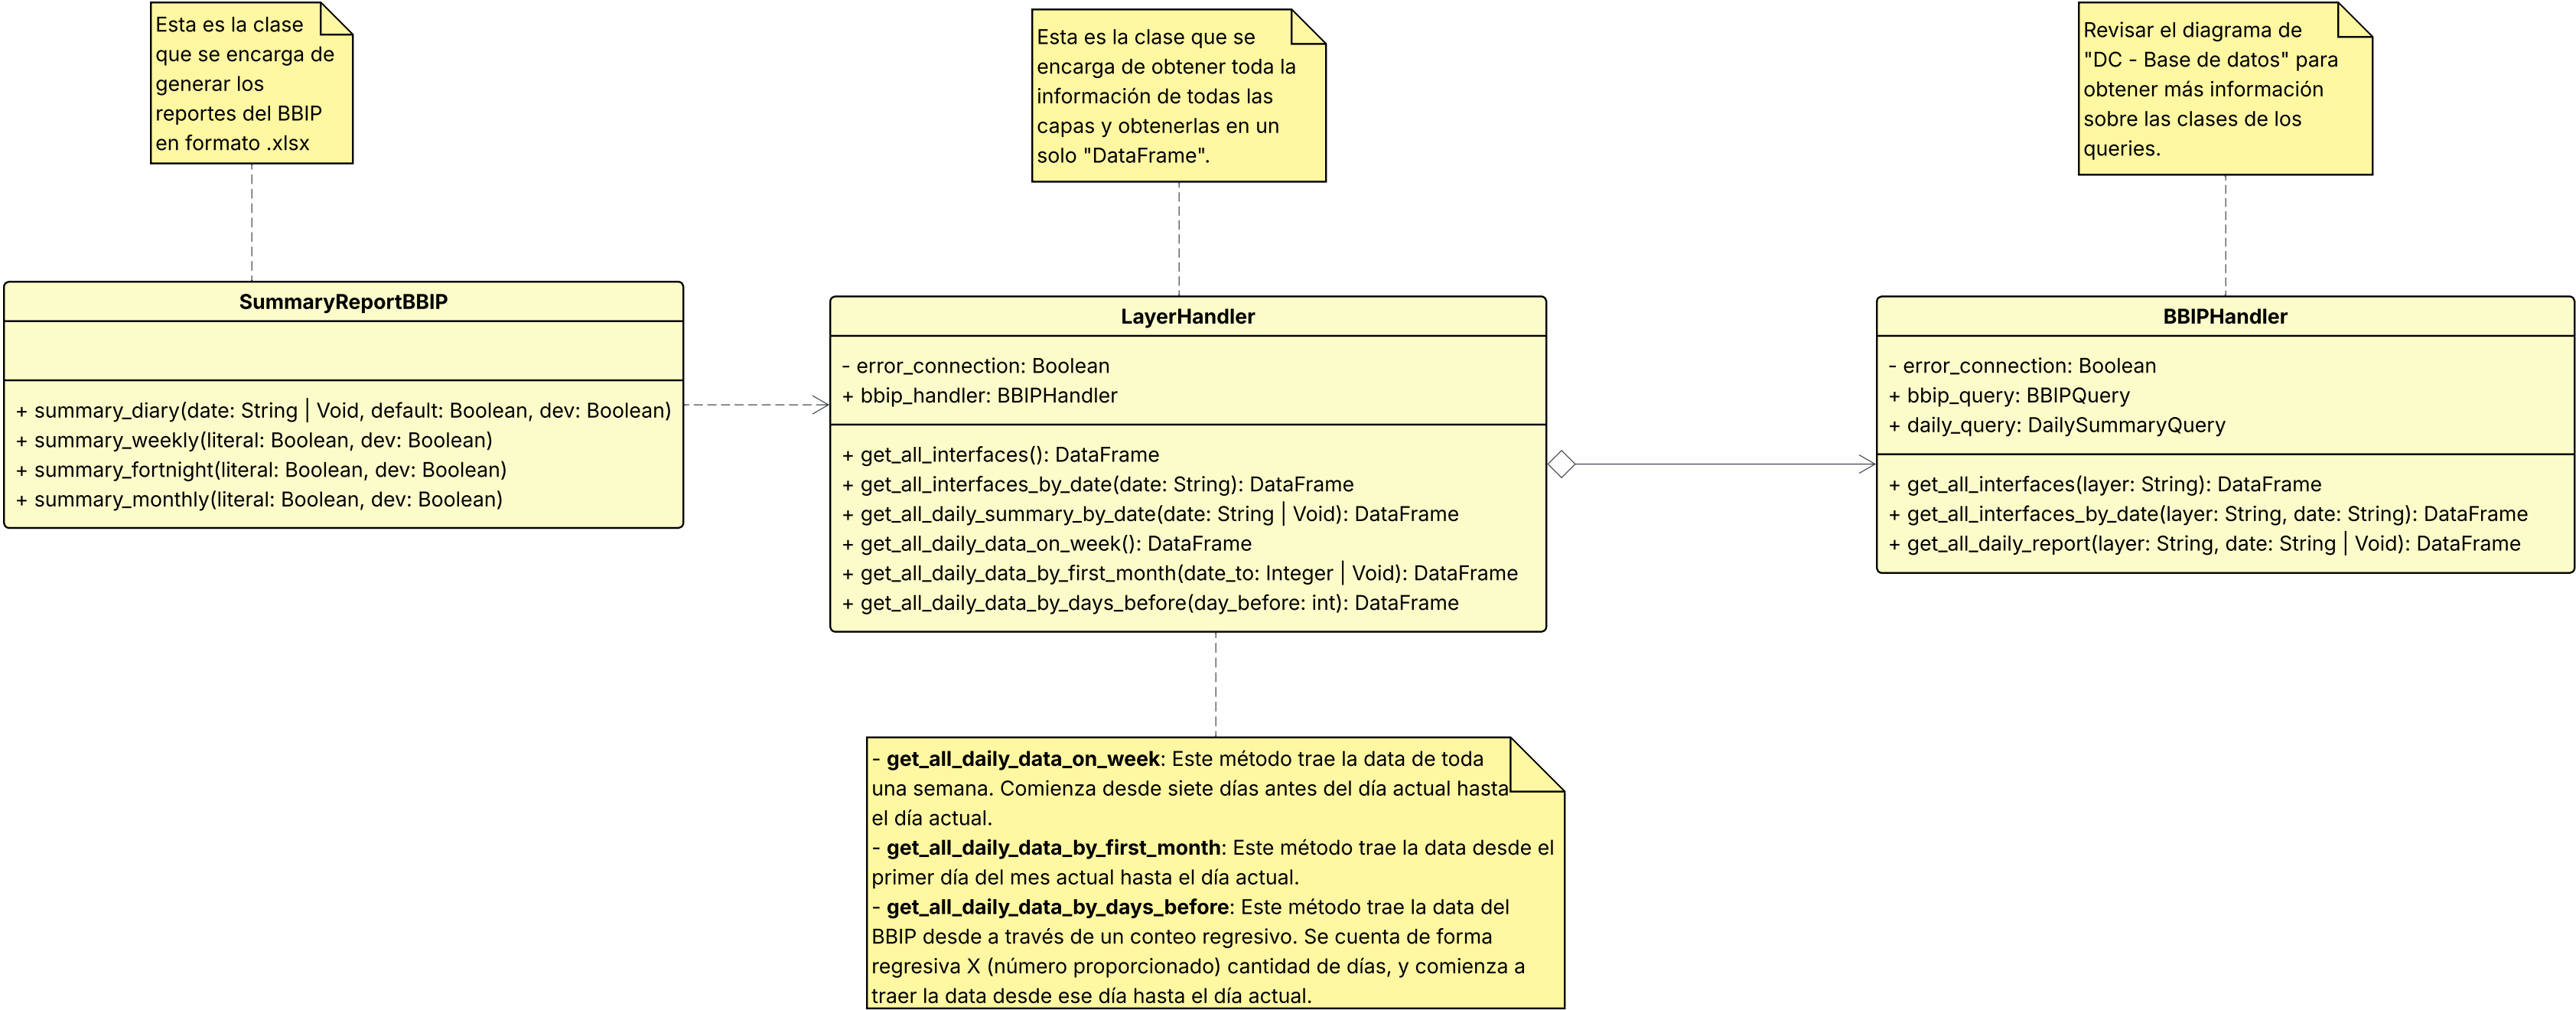 Esta es la clase
que se encarga de
generar los
reportes del BBIP
en formato .xlsx
Esta es la clase que se
encarga de obtener toda la
información de todas las
capas y obtenerlas en un
solo "DataFrame".
Revisar el diagrama de
"DC - Base de datos" para
obtener más información
sobre las clases de los
queries.
SummaryReportBBIP
+ summary_diary(date: String | Void, default: Boolean, dev: Boolean)
+ summary_weekly(literal: Boolean, dev: Boolean)
+ summary_fortnight(literal: Boolean, dev: Boolean)
+ summary_monthly(literal: Boolean, dev: Boolean)
LayerHandler
- error_connection: Boolean
+ bbip_handler: BBIPHandler
+ get_all_interfaces(): DataFrame
+ get_all_interfaces_by_date(date: String): DataFrame
+ get_all_daily_summary_by_date(date: String | Void): DataFrame
+ get_all_daily_data_on_week(): DataFrame
+ get_all_daily_data_by_first_month(date_to: Integer | Void): DataFrame
+ get_all_daily_data_by_days_before(day_before: int): DataFrame
BBIPHandler
- error_connection: Boolean
+ bbip_query: BBIPQuery
+ daily_query: DailySummaryQuery
+ get_all_interfaces(layer: String): DataFrame
+ get_all_interfaces_by_date(layer: String, date: String): DataFrame
+ get_all_daily_report(layer: String, date: String | Void): DataFrame
- get_all_daily_data_on_week: Este método trae la data de toda
una semana. Comienza desde siete días antes del día actual hasta
el día actual.
- get_all_daily_data_by_first_month: Este método trae la data desde el
primer día del mes actual hasta el día actual.
- get_all_daily_data_by_days_before: Este método trae la data del
BBIP desde a través de un conteo regresivo. Se cuenta de forma
regresiva X (número proporcionado) cantidad de días, y comienza a
traer la data desde ese día hasta el día actual.